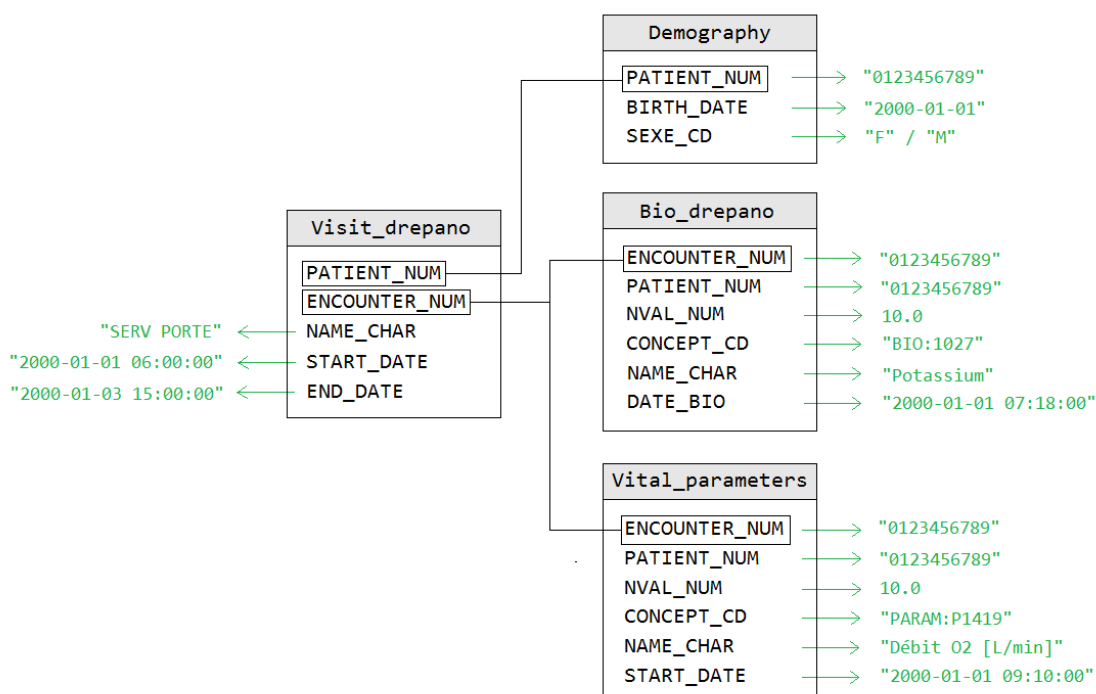 Demography
PATIENT_NUM "0123456789"
BIRTH_DATE "2000-01-01"
SEXE_CD "F" / "M"
Visit_drepano
PATIENT_NUM
ENCOUNTER_NUM
"SERV PORTE" NAME_CHAR
"2000-01-01 06:00:00" START_DATE
"2000-01-03 15:00:00" END_DATE
Bio_drepano
ENCOUNTER_NUM "0123456789"
PATIENT_NUM "0123456789"
NVAL_NUM 10.0
CONCEPT_CD "BIO:1027"
NAME_CHAR "Potassium"
DATE_BIO "2000-01-01 07:18:00"
Vital_parameters
ENCOUNTER_NUM "0123456789"
PATIENT_NUM "0123456789"
NVAL_NUM 10.0
CONCEPT_CD "PARAM:P1419"
NAME_CHAR "Débit O2 [L/min]"
START_DATE "2000-01-01 09:10:00"